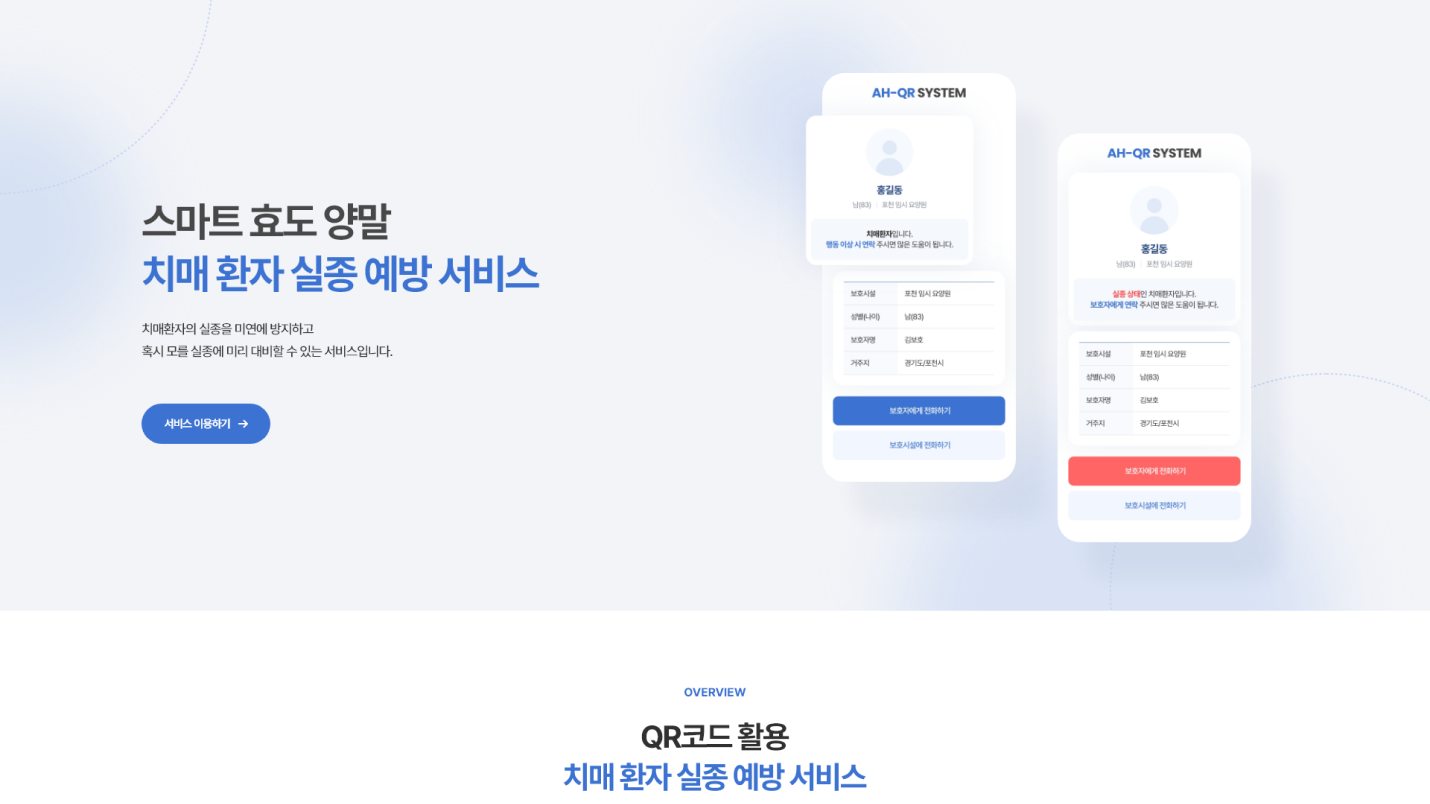 스마트 효도 양말
치매 환자 실종 예방 서비스
치매환자의 실종을 미연에 방지하고
혹시 모를 실종에 미리 대비할 수 있는 서비스입니다.
서비스 이용하기
AH-QR SYSTEM
홍길동
남(83) 포천 임시 요양원
치매환자입니다.
행동 이상 시 연락 주시면 많은 도움이 됩니다.
보호시설 포천 임시 요양원
성별(나이) 남(83)
보호자명 김보호
거주지 경기도/포천시
보호자에게 전화하기
보호시설에 전화하기
AH-QR SYSTEM
홍길동
남(83) 포천 임시 요양원
실종 상태인 치매환자입니다.
보호자에게 연락 주시면 많은 도움이 됩니다.
보호시설 포천 임시 요양원
성별(나이) 남(83)
보호자명 김보호
거주지 경기도/포천시
보호자에게 전화하기
보호시설에 전화하기
OVERVIEW
QR코드 활용
치매 환자 실종 예방 서비스